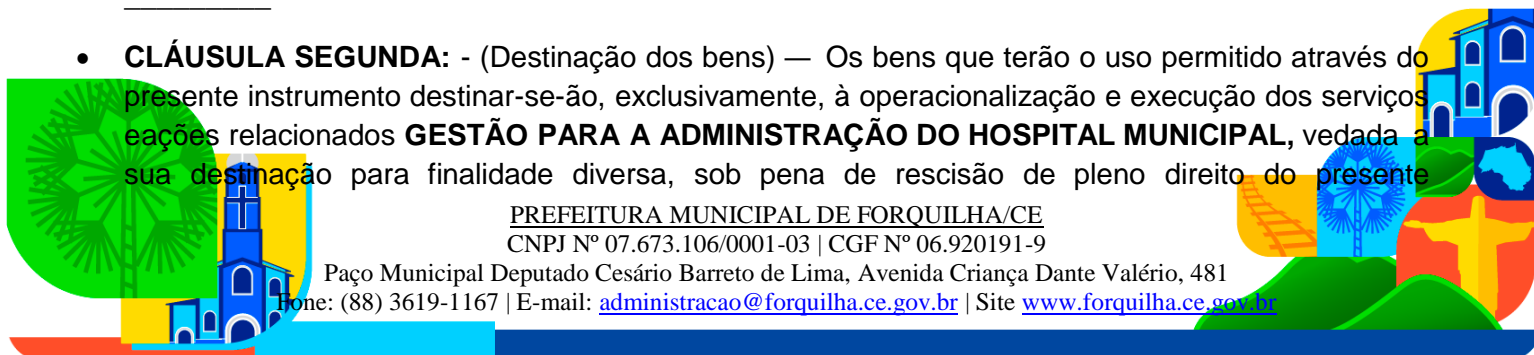 • CLÁUSULA SEGUNDA: - (Destinação dos bens) — Os bens que terão o uso permitido através do
presente instrumento destinar-se-ão, exclusivamente, à operacionalização e execução dos serviços
eações relacionados GESTÃO PARA A ADMINISTRAÇÃO DO HOSPITAL MUNICIPAL, vedada a
sua destinação para finalidade diversa, sob pena de rescisão de pleno direito do presente
PREFEITURA MUNICIPAL DE FORQUILHA/CE
CNPJ Nº 07.673.106/0001-03 | CGF Nº 06.920191-9
Paço Municipal Deputado Cesário Barreto de Lima, Avenida Criança Dante Valério, 481
Fone: (88) 3619-1167 | E-mail: administracao@forquilha.ce.gov.br | Site www.forquilha.ce.gov.br